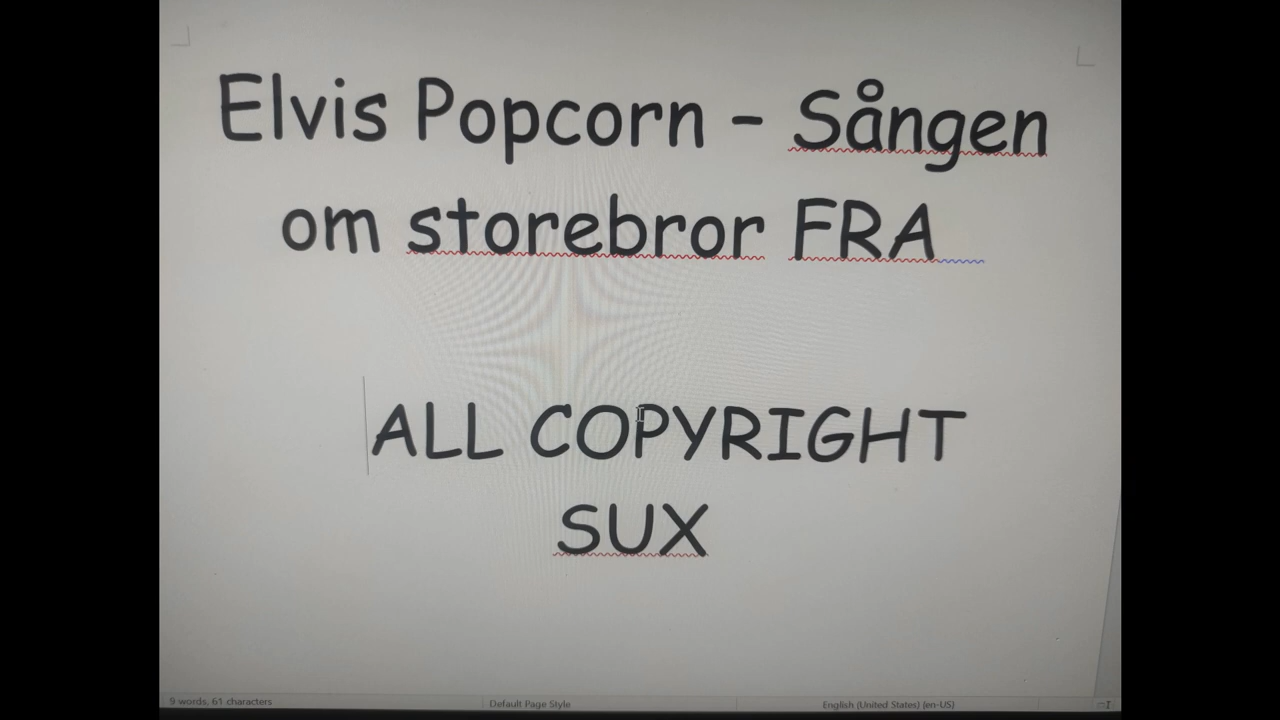 Elvis Popcorn - Sången
om storebror FRA
ALL COPYRIGHT
SUX
9 words, 61 characters
Default Page Style
English (United States) {en-US}